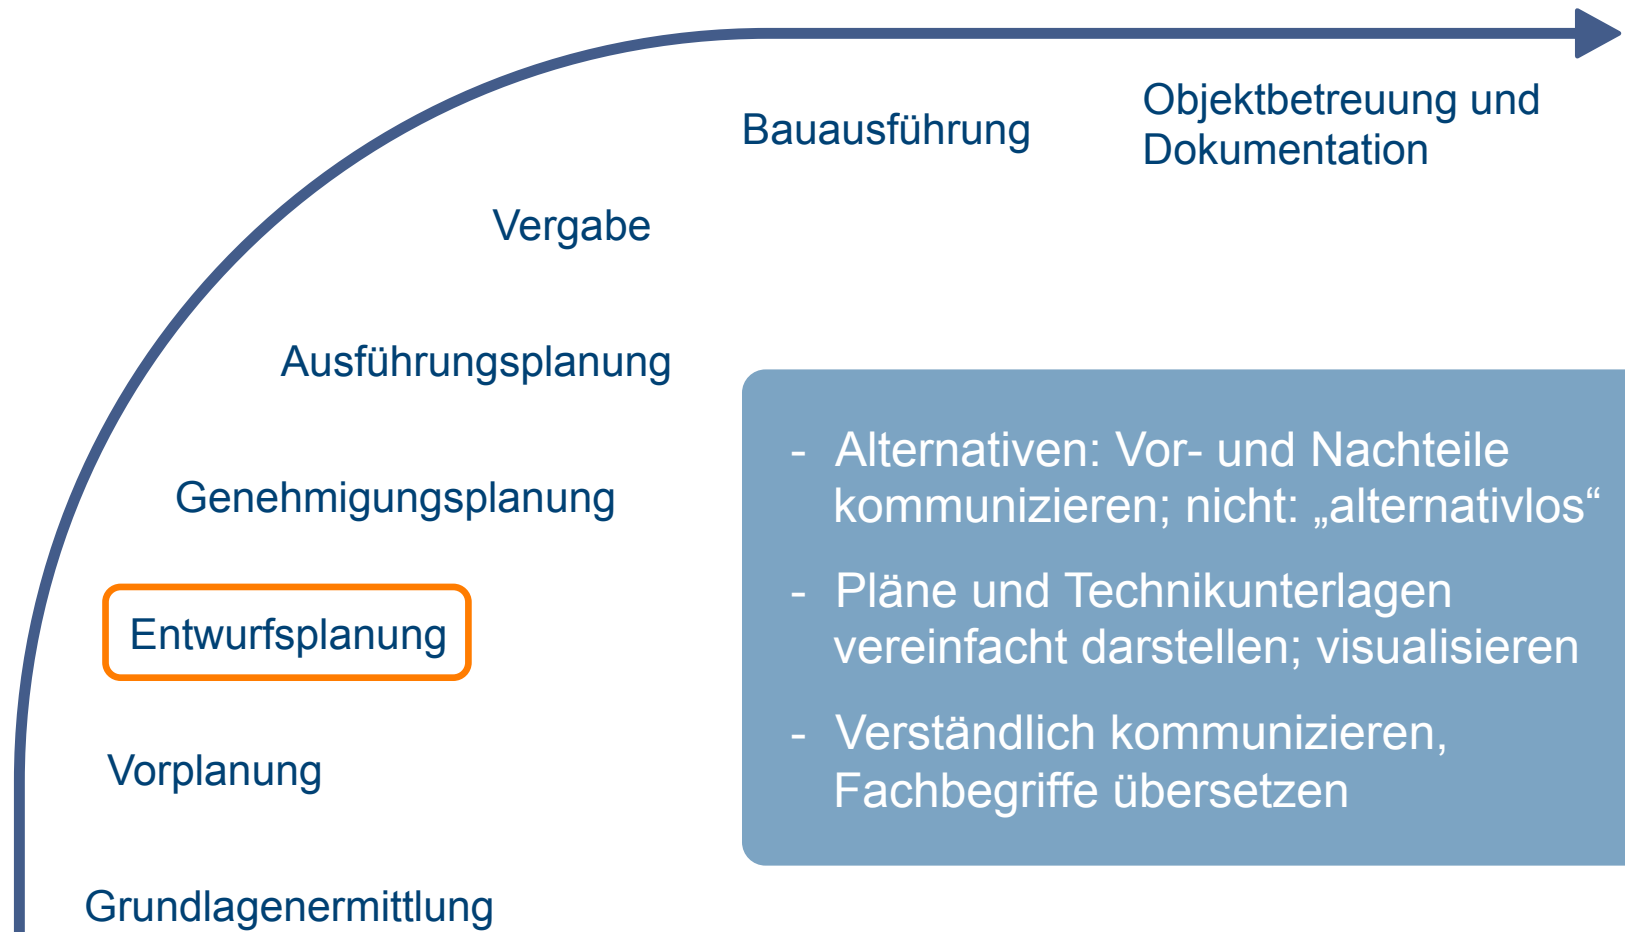 Bauausführung
Objektbetreuung und
Dokumentation
Vergabe
Ausführungsplanung
Genehmigungsplanung
Entwurfsplanung
Vorplanung
Grundlagenermittlung
- Alternativen: Vor- und Nachteile
kommunizieren; nicht: „alternativlos“
- Pläne und Technikunterlagen
vereinfacht darstellen; visualisieren
- Verständlich kommunizieren,
Fachbegriffe übersetzen